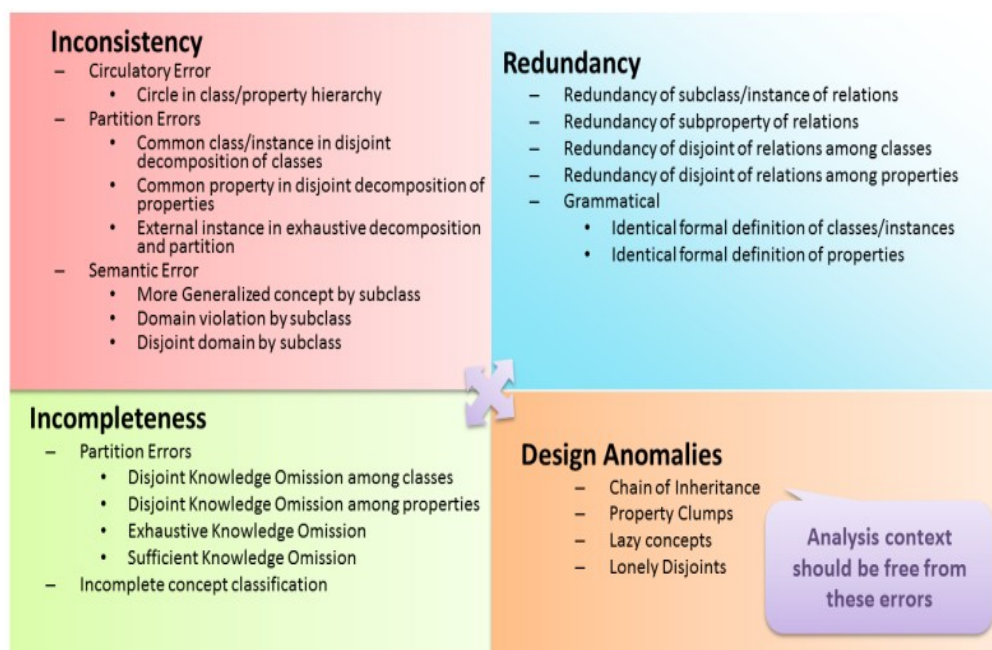 Inconsistency
– Circulatory Error
• Circle in class/property hierarchy
– Partition Errors
• Common class/instance in disjoint
decomposition of classes
• Common property in disjoint decomposition of
properties
• External instance in exhaustive decomposition
and partition
– Semantic Error
• More Generalized concept by subclass
• Domain violation by subclass
• Disjoint domain by subclass
Redundancy
– Redundancy of subclass/instance of relations
– Redundancy of subproperty of relations
– Redundancy of disjoint of relations among classes
– Redundancy of disjoint of relations among properties
– Grammatical
• Identical formal definition of classes/instances
• Identical formal definition of properties
Incompleteness
– Partition Errors
• Disjoint Knowledge Omission among classes
• Disjoint Knowledge Omission among properties
• Exhaustive Knowledge Omission
• Sufficient Knowledge Omission
– Incomplete concept classification
Design Anomalies
– Chain of Inheritance
– Property Clumps
– Lazy concepts
– Lonely Disjoints
Analysis context
should be free from
these errors